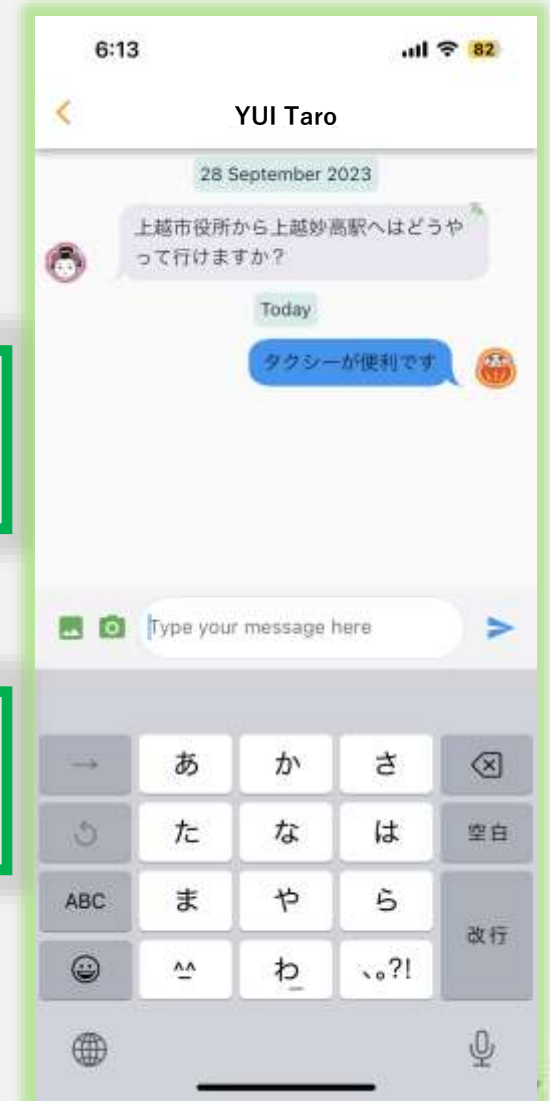 6:13
82
YUI Taro
28 September 2023
上越市役所から上越妙高駅へはどうや
って行けますか？
Today
タクシーが便利です
Type your message here
→ あ か さ
た な は 空白
ABC ま や ら
改行
^^ わ 、。?!